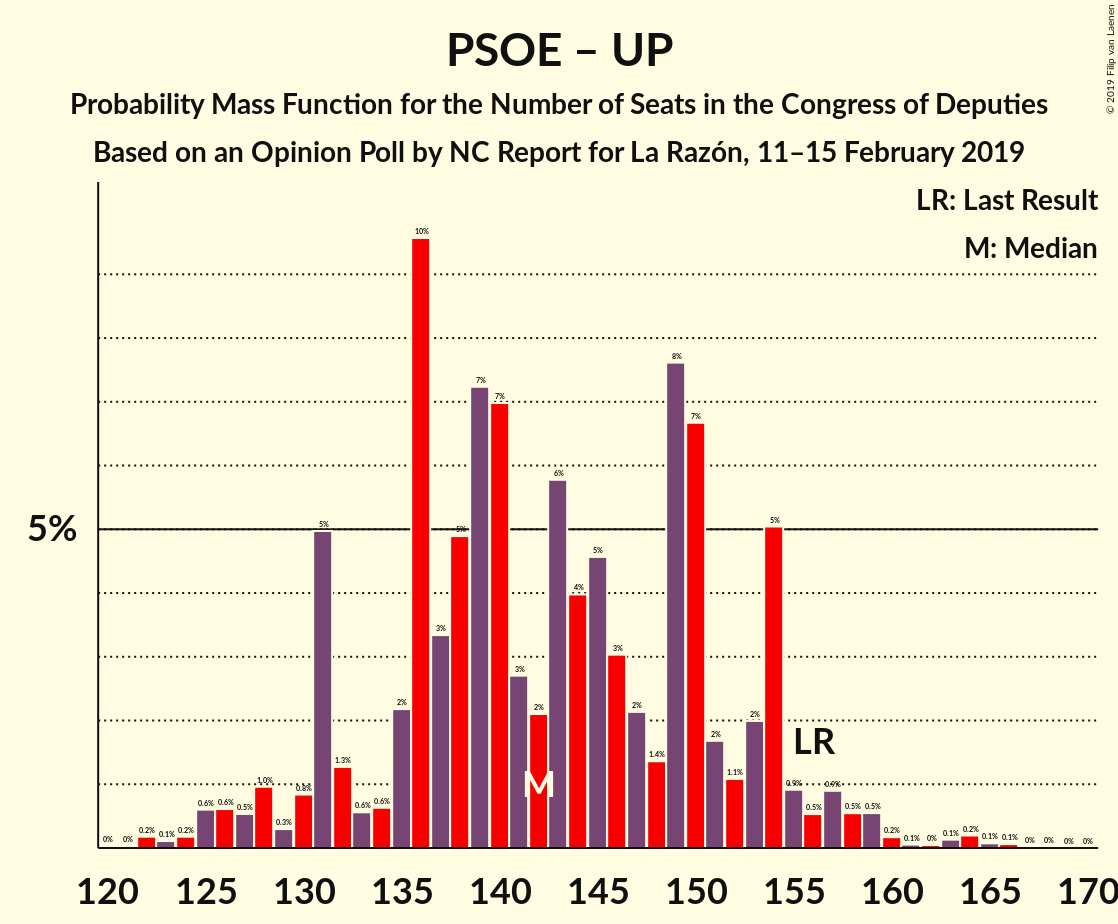 PSOE – UP
Probability Mass Function for the Number of Seats in the Congress of Deputies
Based on an Opinion Poll by NC Report for La Razón, 11–15 February 2019
© 2019 Filip van Laenen
LR: Last Result
M: Median
5%
0% 0% 0.2% 0.1% 0.2% 0.6% 0.6% 0.5% 1.0% 0.3% 0.8% 5% 1.3% 0.6% 0.6% 2% 10% 3% 5% 7% 7% 3% 2% 6% 4% 5% 3% 2% 1.4% 8% 7% 2% 1.1% 2% 5% 0.9% 0.5% 0.9% 0.5% 0.5% 0.2% 0.1% 0% 0.1% 0.2% 0.1% 0.1% 0% 0% 0% 0%
LR
M
120 125 130 135 140 145 150 155 160 165 170